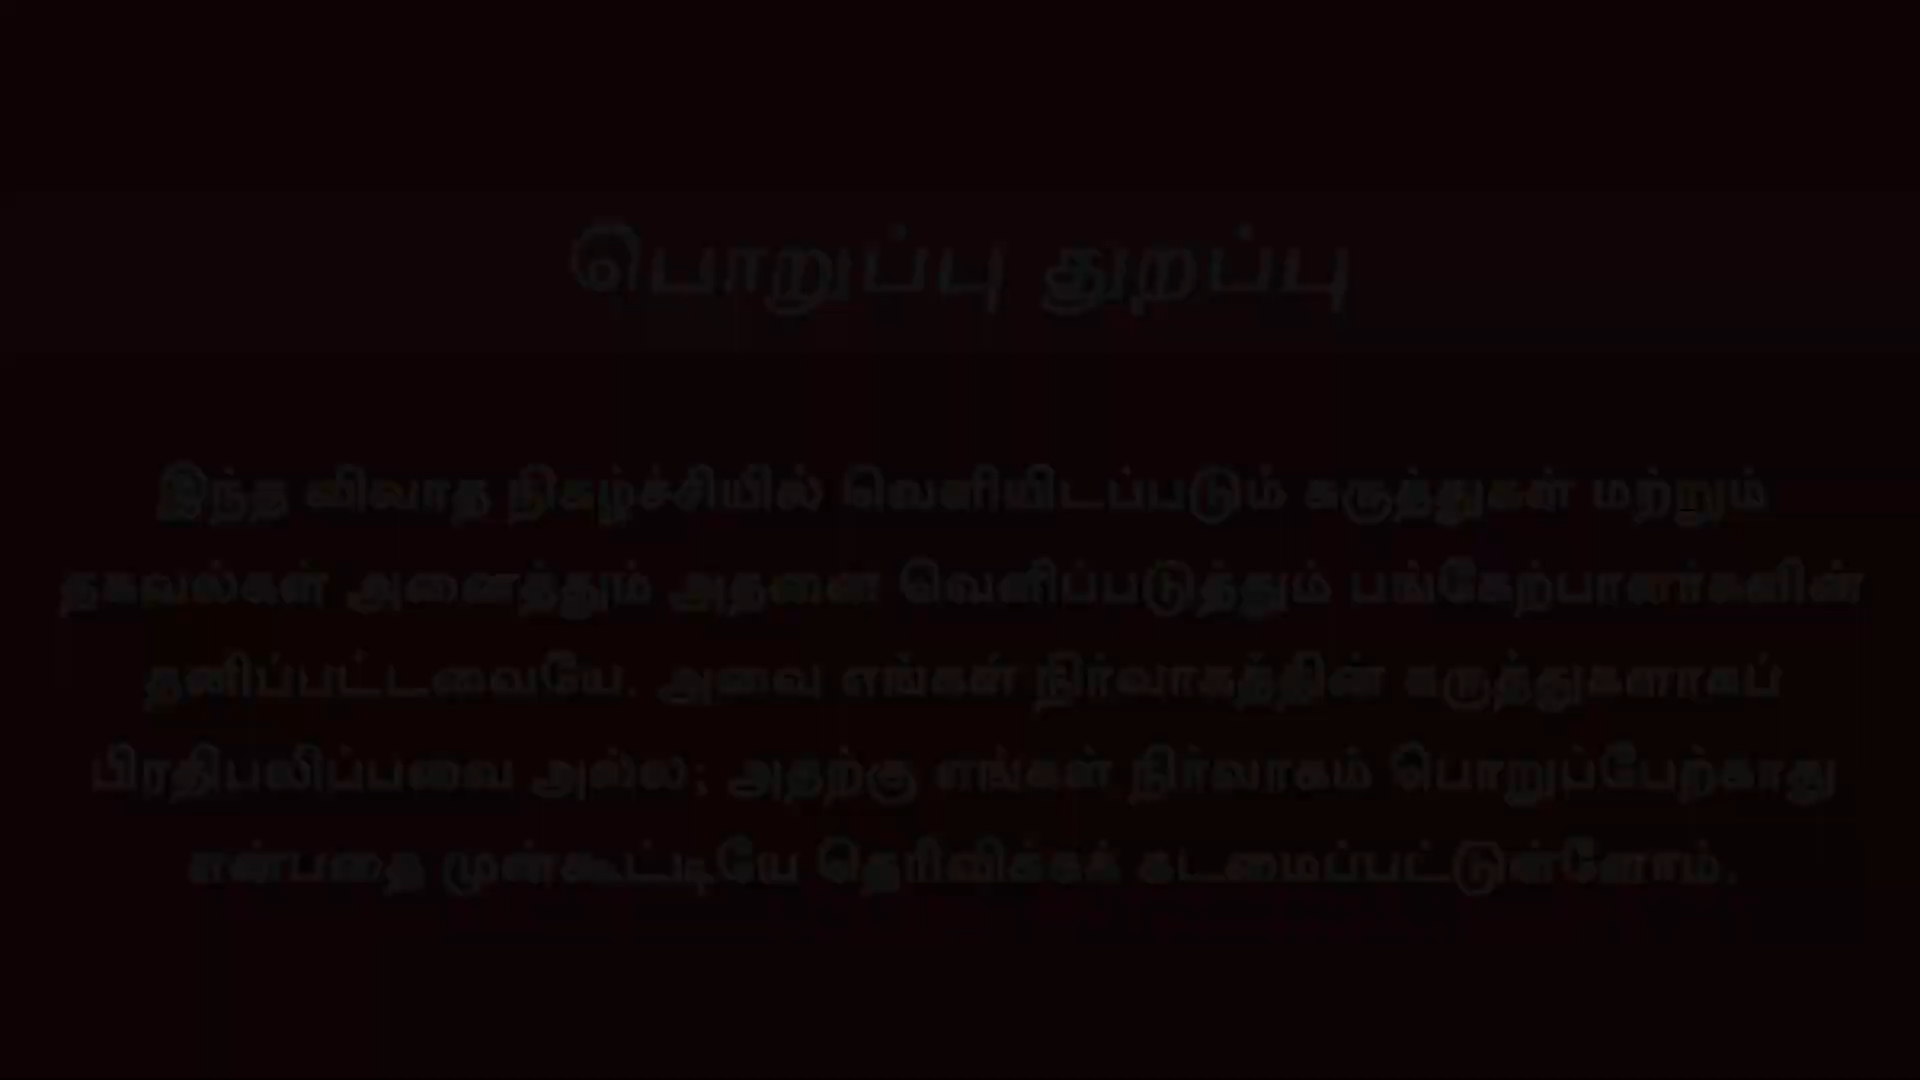 பொறுப்பு துறப்பு
இந்த விவாத நிகழ்ச்சியில் வெளியிடப்படும் கருத்துகள் மற்றும்
தகவல்கள் அனைத்தும் அதனை வெளிப்படுத்தும் பங்கேற்பாளர்களின்
தனிப்பட்டவையே. அவை எங்கள் நிர்வாகத்தின் கருத்துகளாகப்
பிரதிபலிப்பவை அல்ல; அதற்கு எங்கள் நிர்வாகம் பொறுப்பேற்காது
என்பதை முன்கூட்டியே தெரிவிக்கக் கடமைப்பட்டுள்ளோம்.